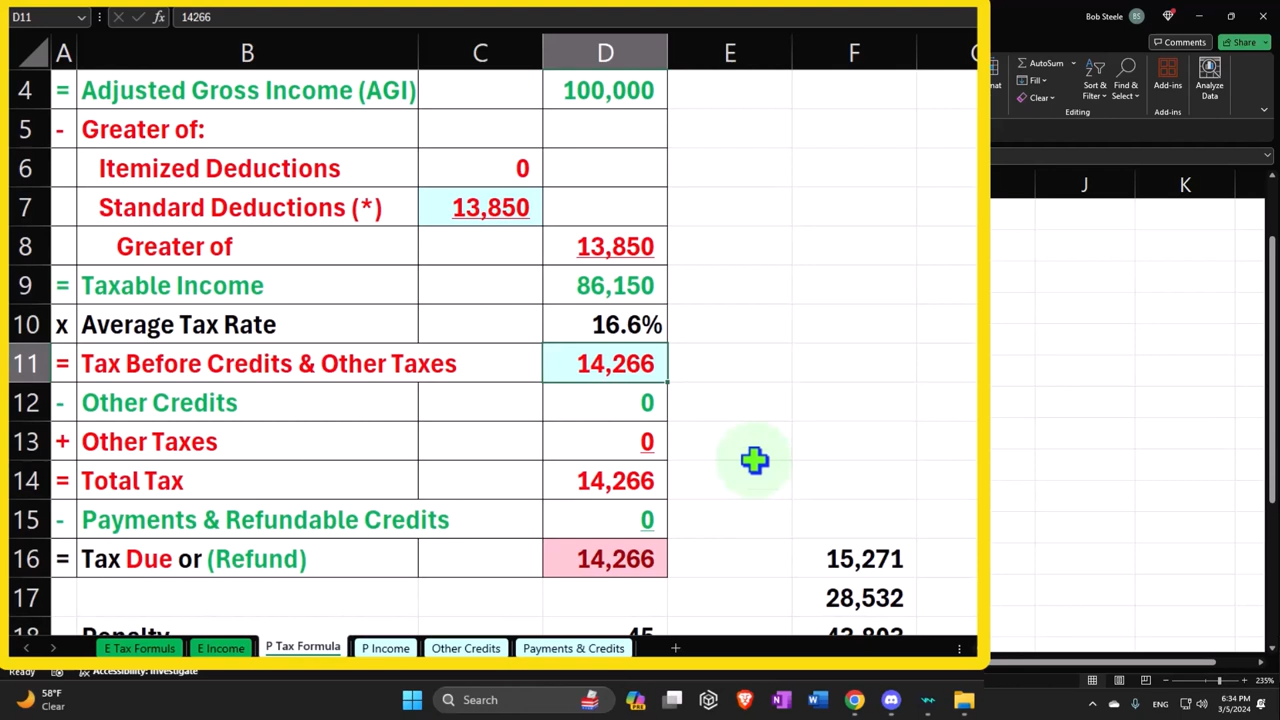 D11 14266
Bob Steele BS
Comments Share
A B C D E F
4 = Adjusted Gross Income (AGI) 100,000
5 - Greater of:
6 Itemized Deductions 0
7 Standard Deductions (*) 13,850
8 Greater of 13,850
9 = Taxable Income 86,150
10 x Average Tax Rate 16.6%
11 = Tax Before Credits & Other Taxes 14,266
12 - Other Credits 0
13 + Other Taxes 0
14 = Total Tax 14,266
15 - Payments & Refundable Credits 0
16 = Tax Due or (Refund) 14,266 15,271
17 28,532
E Tax Formuls E Income P Tax Formula P Income Other Credits Payments & Credits
AutoSum
Fill
Clear
Sort &
Filter
Find &
Select
Add-ins
Analyze
Data
Editing
Add-ins
J K
Ready Accessibility: Investigate
235%
58°F
Clear
Search
6:34 PM
3/5/2024